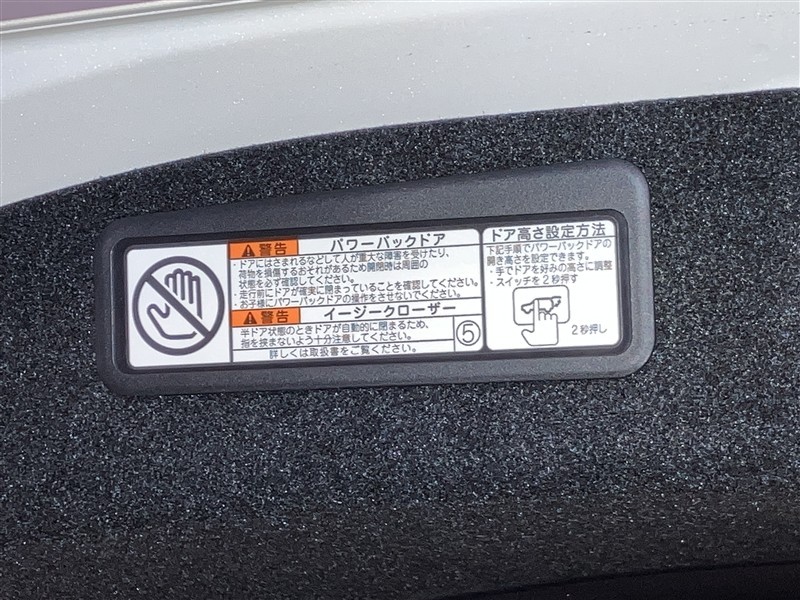 警告 パワーバックドア
・ドアにはさまれるなどして人が重大な障害を受けたり、
荷物を損傷するおそれがあるため開閉時は周囲の
状態を必ず確認してください。
・走行前にドアが確実に閉まっていることを確認してください。
・お子様にパワーバックドアの操作をさせないでください。
警告 イージークローザー
半ドア状態のときドアが自動的に閉まるため、
指を挟まないよう十分注意してください。
詳しくは取扱書をご覧ください。
⑤
ドア高さ設定方法
下記手順でパワーバックドアの
開き高さを設定できます。
・手でドアを好みの高さに調整
・スイッチを2秒押す
2秒押し